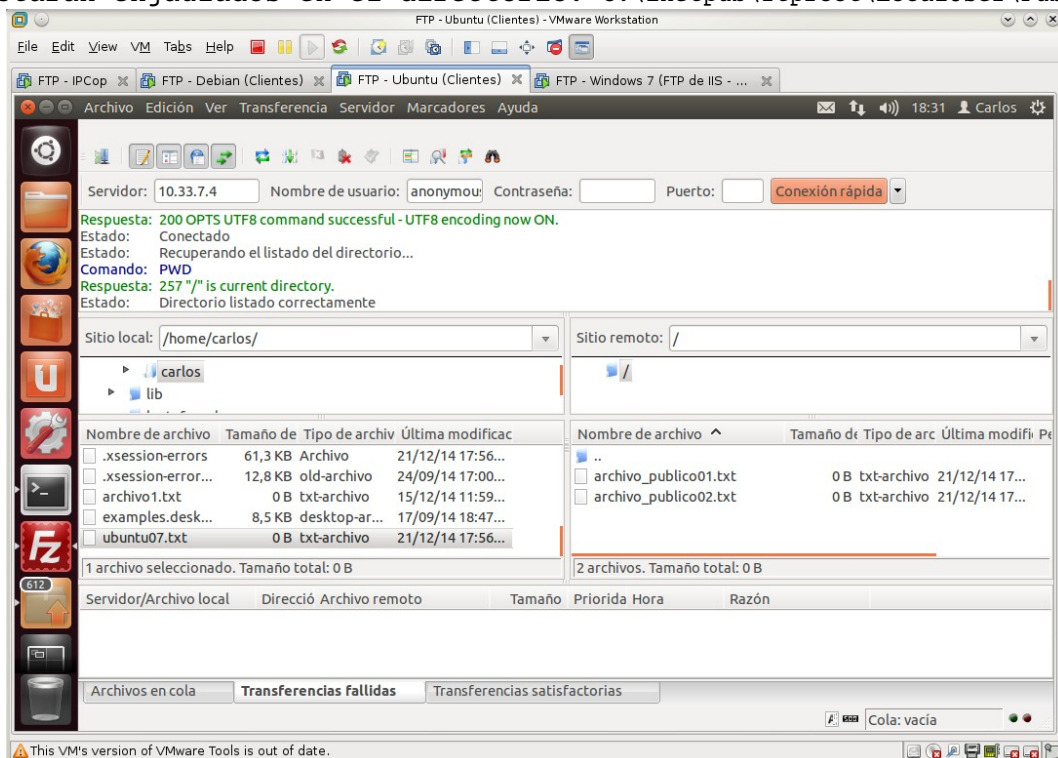 FTP - Ubuntu (Clientes) - VMware Workstation
File Edit View VM Tabs Help
FTP - IPCop FTP - Debian (Clientes) FTP - Ubuntu (Clientes) FTP - Windows 7 (FTP de IIS - ...
Archivo Edición Ver Transferencia Servidor Marcadores Ayuda 18:31 Carlos
Servidor: 10.33.7.4 Nombre de usuario: anonymou Contraseña: Puerto: Conexión rápida
Respuesta: 200 OPTS UTF8 command successful - UTF8 encoding now ON.
Estado: Conectado
Estado: Recuperando el listado del directorio...
Comando: PWD
Respuesta: 257 "/" is current directory.
Estado: Directorio listado correctamente
Sitio local: /home/carlos/ Sitio remoto: /
carlos /
lib
Nombre de archivo Tamaño de Tipo de archiv Última modificac Nombre de archivo Tamaño de Tipo de arc Última modifi Pe
.xsession-errors 61,3 KB Archivo 21/12/14 17:56... ..
.xsession-error... 12,8 KB old-archivo 24/09/14 17:00... archivo_publico01.txt 0 B txt-archivo 21/12/14 17...
archivo1.txt 0 B txt-archivo 15/12/14 11:59... archivo_publico02.txt 0 B txt-archivo 21/12/14 17...
examples.desk... 8,5 KB desktop-ar... 17/09/14 18:47...
ubuntu07.txt 0 B txt-archivo 21/12/14 17:56...
1 archivo seleccionado. Tamaño total: 0 B 2 archivos. Tamaño total: 0 B
612
Servidor/Archivo local Direcció Archivo remoto Tamaño Priorida Hora Razón
Archivos en cola Transferencias fallidas Transferencias satisfactorias
Cola: vacía
This VM's version of VMware Tools is out of date.